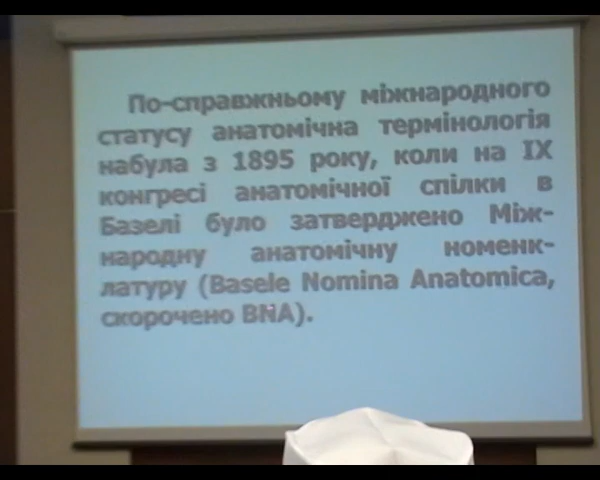 По-справжньому міжнародного
статусу анатомічна термінологія
набула з 1895 року, коли на IX
конгресі анатомічної спілки в
Базелі було затверджено Між-
народну анатомічну номенк-
латуру (Basele Nomina Anatomica,
скорочено BNA).